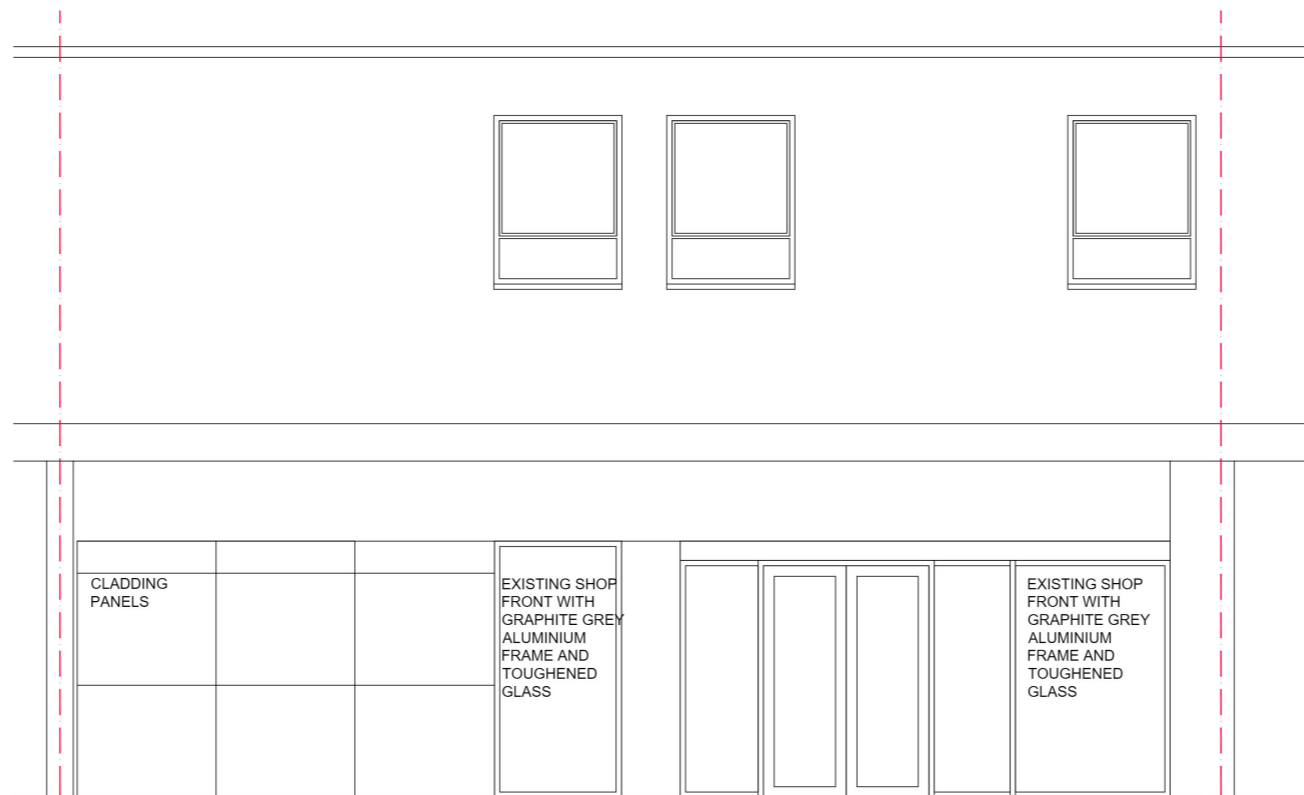 CLADDING
PANELS
EXISTING SHOP
FRONT WITH
GRAPHITE GREY
ALUMINIUM
FRAME AND
TOUGHENED
GLASS
EXISTING SHOP
FRONT WITH
GRAPHITE GREY
ALUMINIUM
FRAME AND
TOUGHENED
GLASS